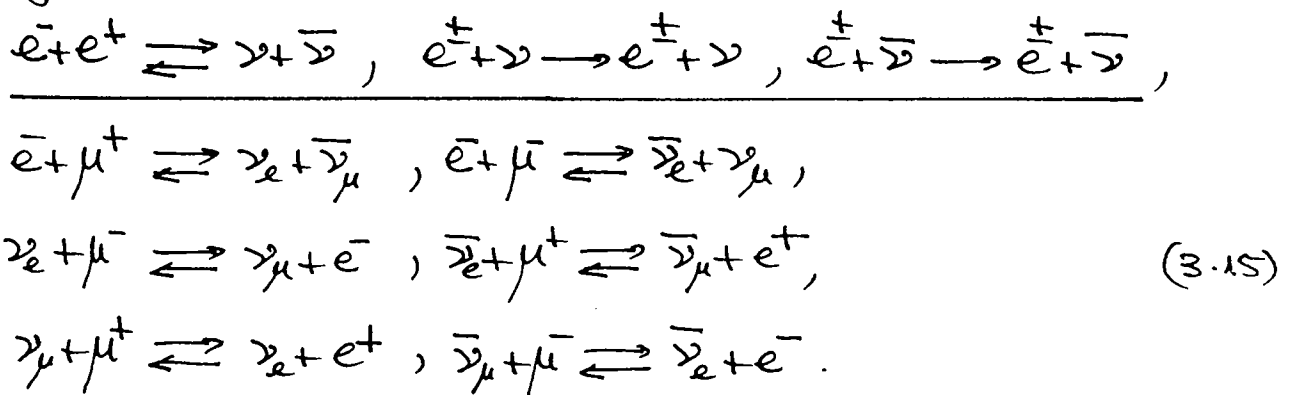 e⁻+e⁺ ⇄ ν+ν̄ , e^±+ν → e^±+ν , e^±+ν̄ → e^±+ν̄ ,
e⁻+μ⁺ ⇄ νₑ+ν̄_μ , e⁻+μ⁻ ⇄ ν̄ₑ+ν_μ ,
νₑ+μ⁻ ⇄ ν_μ+e⁻ , ν̄ₑ+μ⁺ ⇄ ν̄_μ+e⁺, (3.15)
ν_μ+μ⁺ ⇄ νₑ+e⁺ , ν̄_μ+μ⁻ ⇄ ν̄ₑ+e⁻ .